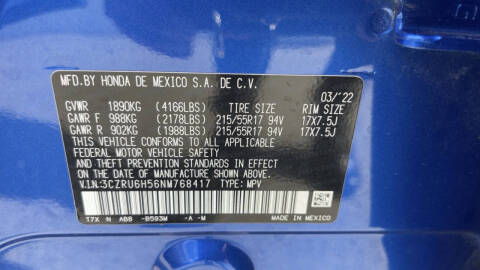 MFD.BY HONDA DE MEXICO S.A. DE C.V.
03/'22
GVWR 1890KG (4166LBS) TIRE SIZE RIM SIZE
GAWR F 988KG (2178LBS) 215/55R17 94V 17X7.5J
GAWR R 902KG (1988LBS) 215/55R17 94V 17X7.5J
THIS VEHICLE CONFORMS TO ALL APPLICABLE
FEDERAL MOTOR VEHICLE SAFETY
AND THEFT PREVENTION STANDARDS IN EFFECT
ON THE DATE OF MANUFACTURE SHOWN ABOVE.
V.I.N:3CZRU6H56NM768417 TYPE: MPV
T7X N ABB -B593M -A -M MADE IN MEXICO